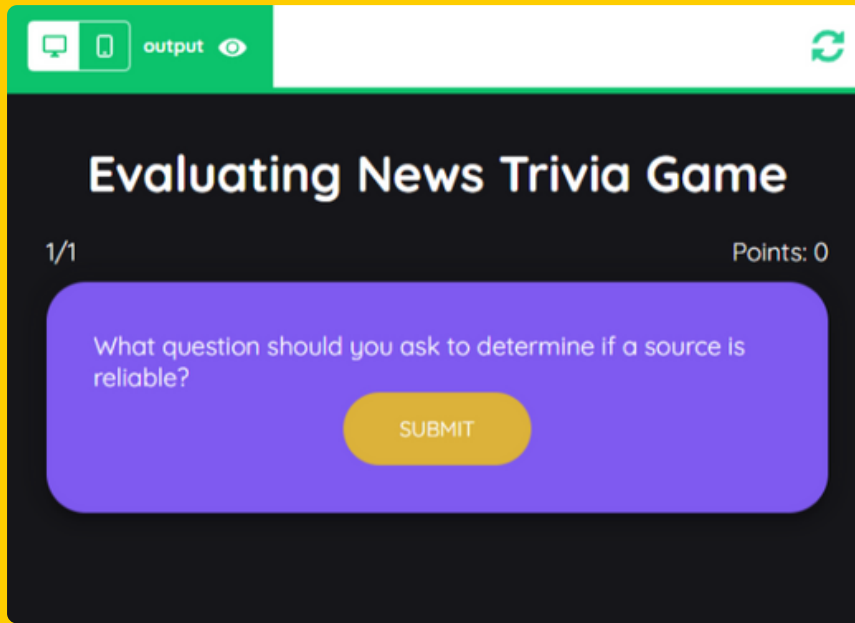 output
Evaluating News Trivia Game
1/1
Points: 0
What question should you ask to determine if a source is
reliable?
SUBMIT